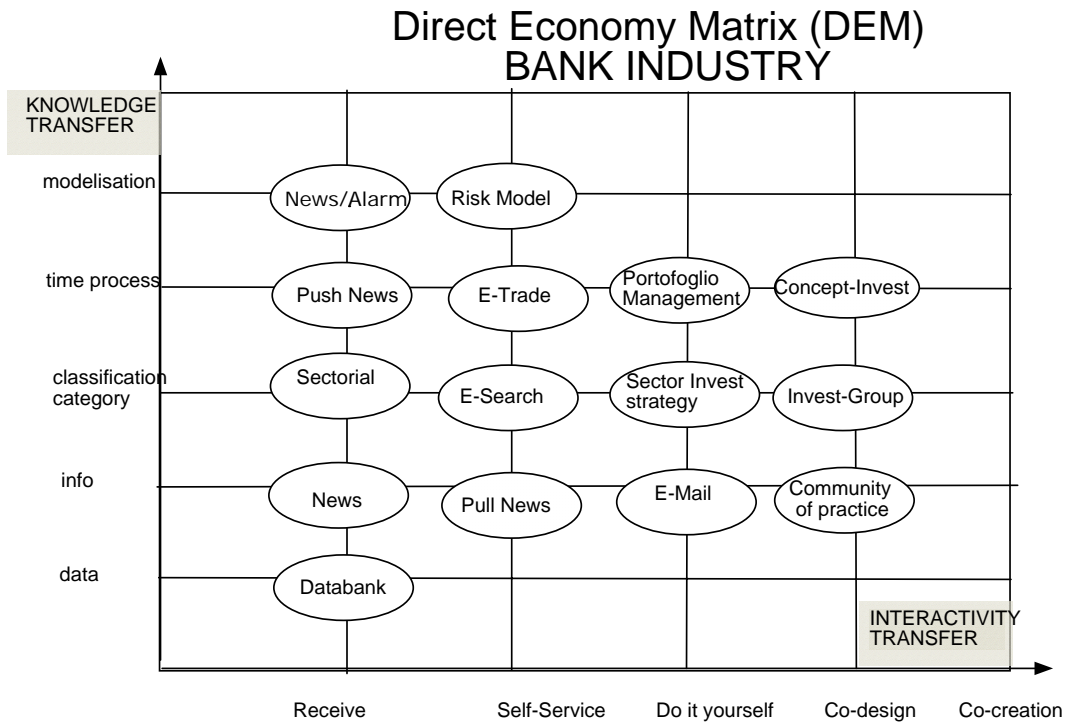 Direct Economy Matrix (DEM)
BANK INDUSTRY
KNOWLEDGE
TRANSFER
modelisation
News/Alarm
Risk Model
time process
Push News
E-Trade
Portofoglio
Management
Concept-Invest
classification
category
Sectorial
E-Search
Sector Invest
strategy
Invest-Group
info
News
Pull News
E-Mail
Community
of practice
data
Databank
INTERACTIVITY
TRANSFER
Receive
Self-Service
Do it yourself
Co-design
Co-creation